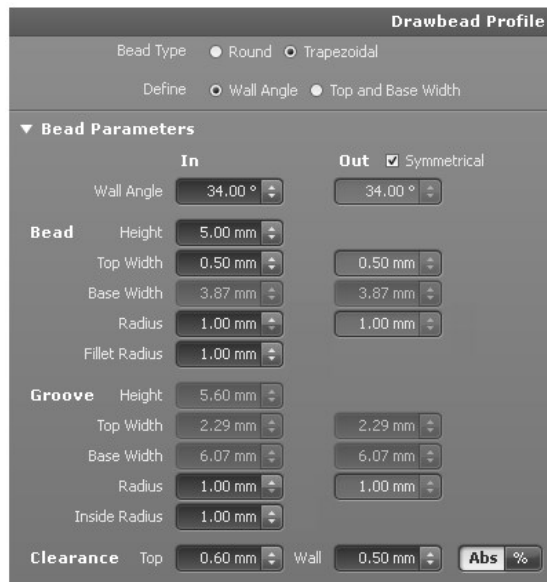 Drawbead Profile
Bead Type Round Trapezoidal
Define Wall Angle Top and Base Width
Bead Parameters
In Out Symmetrical
Wall Angle 34.00 ° 34.00 °
Bead Height 5.00 mm
Top Width 0.50 mm 0.50 mm
Base Width 3.87 mm 3.87 mm
Radius 1.00 mm 1.00 mm
Fillet Radius 1.00 mm
Groove Height 5.60 mm
Top Width 2.29 mm 2.29 mm
Base Width 6.07 mm 6.07 mm
Radius 1.00 mm 1.00 mm
Inside Radius 1.00 mm
Clearance Top 0.60 mm Wall 0.50 mm Abs %